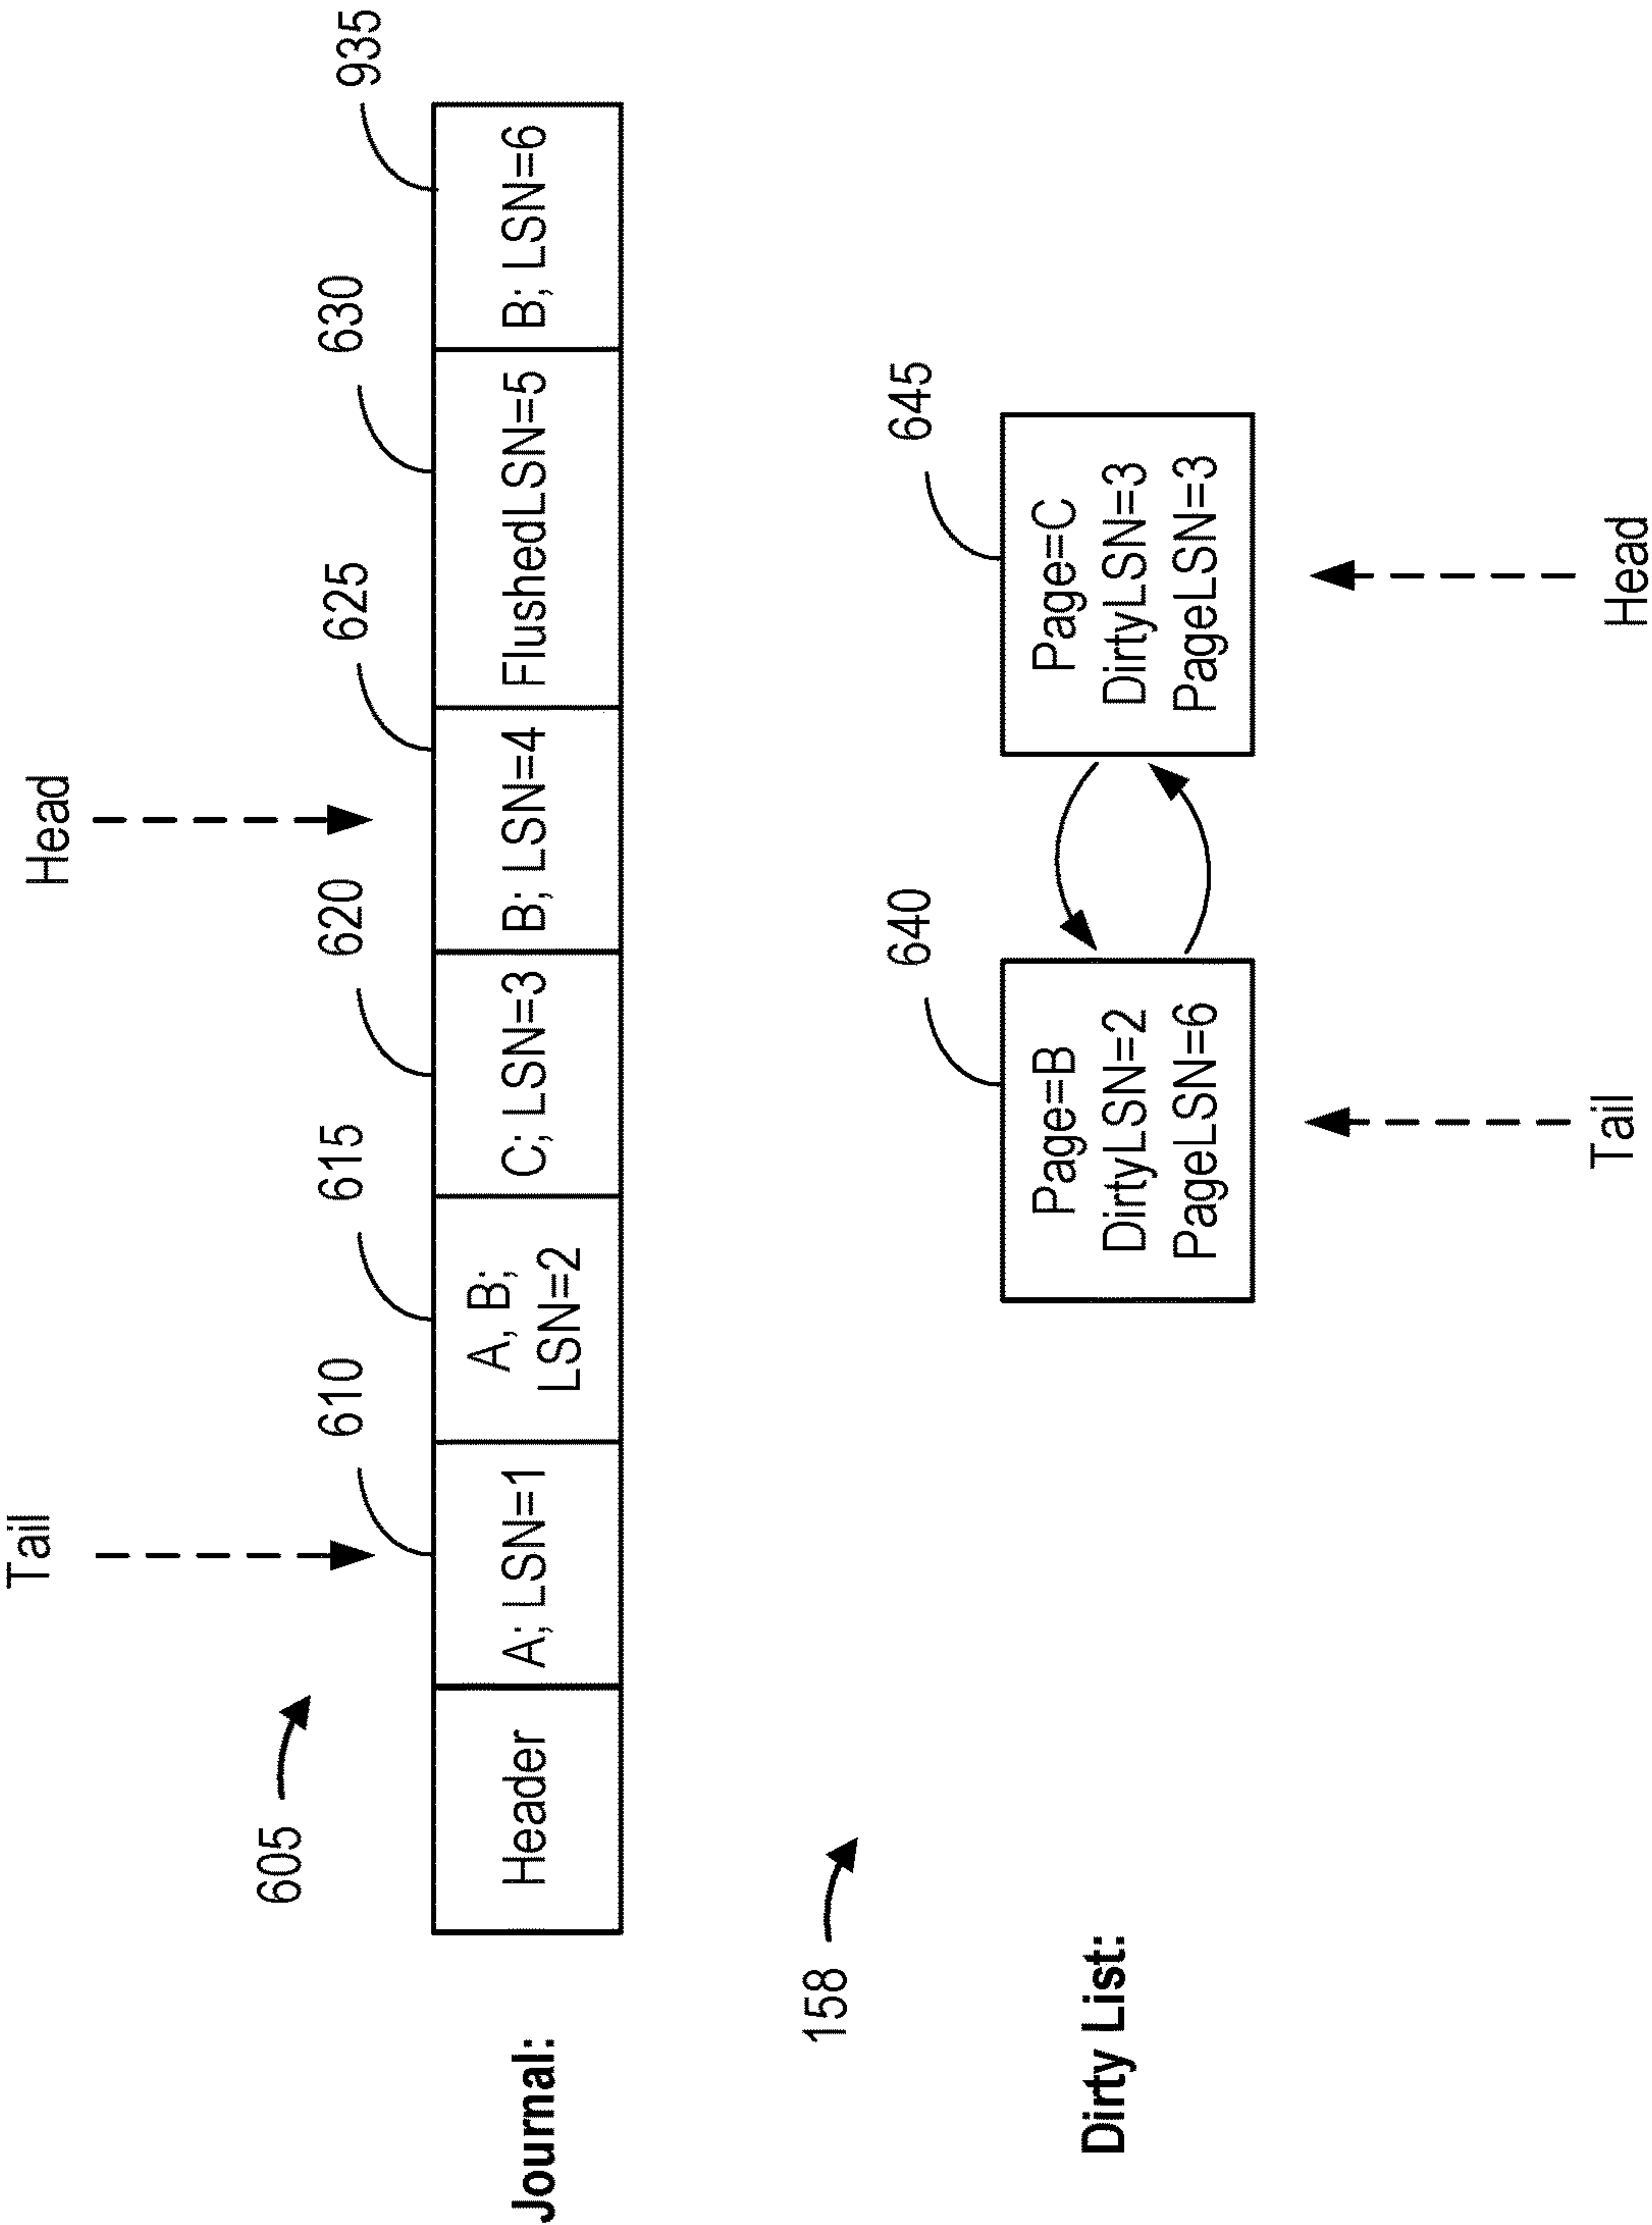 Tail
Head
605
610
615
620
625
630
935
Journal:
Header
A; LSN=1
A, B;
LSN=2
C; LSN=3
B; LSN=4
FlushedLSN=5
B; LSN=6
158
640
645
Dirty List:
Page=B
DirtyLSN=2
PageLSN=6
Page=C
DirtyLSN=3
PageLSN=3
Tail
Head